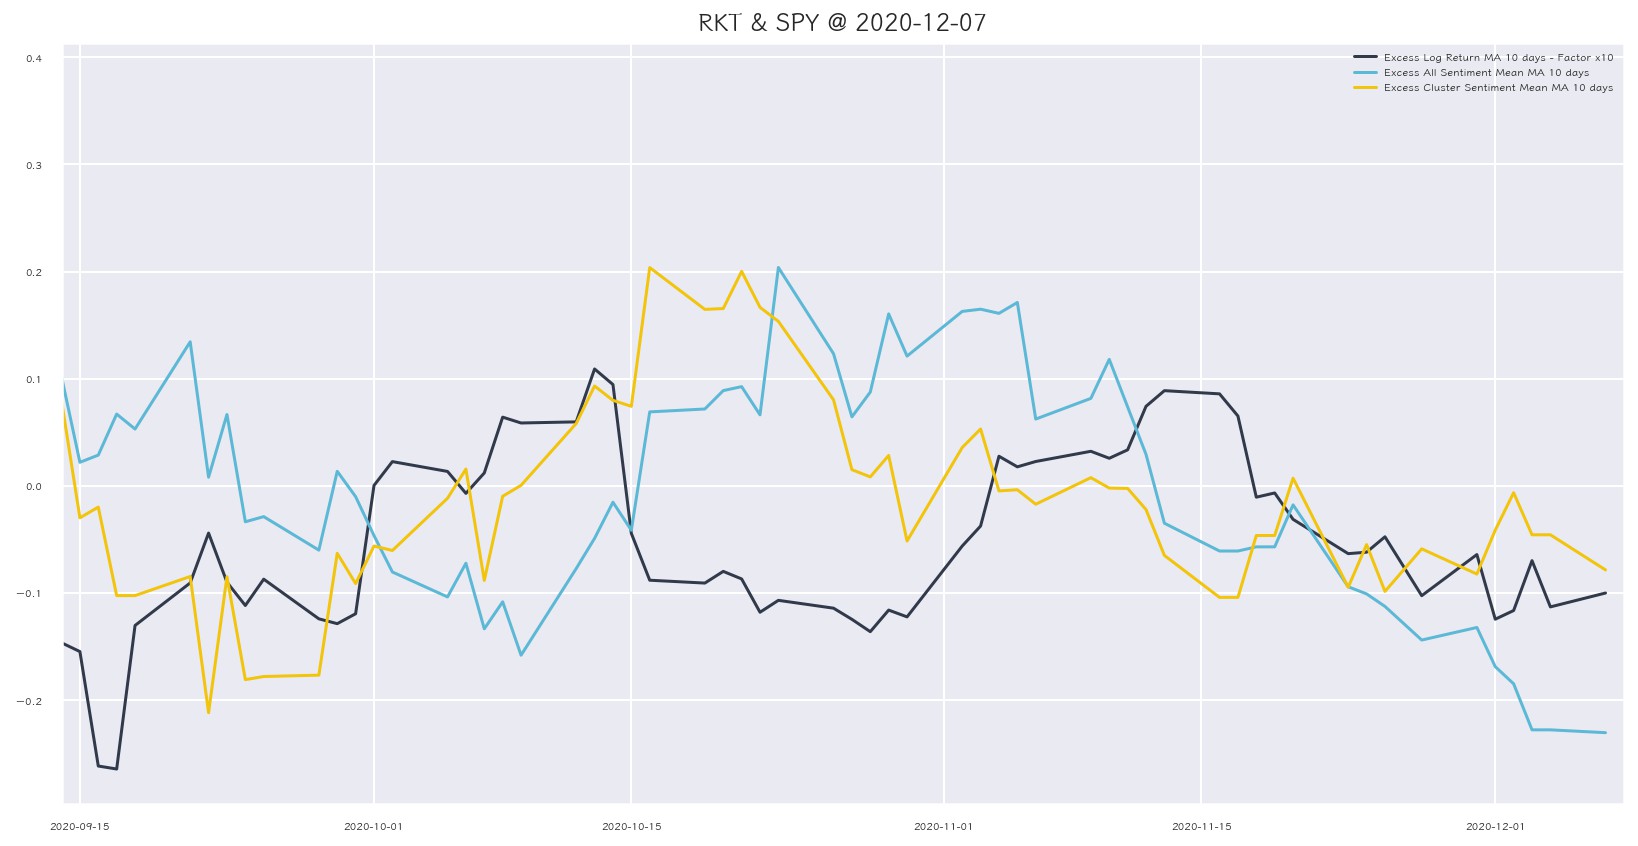 RKT & SPY @ 2020-12-07
Excess Log Return MA 10 days - Factor x10
Excess All Sentiment Mean MA 10 days
Excess Cluster Sentiment Mean MA 10 days
0.4
0.3
0.2
0.1
0.0
−0.1
−0.2
2020-09-15 2020-10-01 2020-10-15 2020-11-01 2020-11-15 2020-12-01